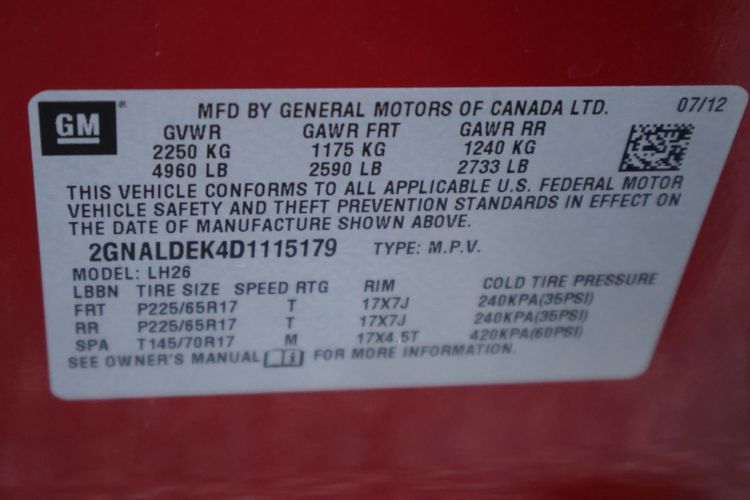 GM
MFD BY GENERAL MOTORS OF CANADA LTD. 07/12
GVWR GAWR FRT GAWR RR
2250 KG 1175 KG 1240 KG
4960 LB 2590 LB 2733 LB
THIS VEHICLE CONFORMS TO ALL APPLICABLE U.S. FEDERAL MOTOR
VEHICLE SAFETY AND THEFT PREVENTION STANDARDS IN EFFECT ON
THE DATE OF MANUFACTURE SHOWN ABOVE.
2GNALDEK4D1115179 TYPE: M.P.V.
MODEL: LH26
LBBN TIRE SIZE SPEED RTG RIM COLD TIRE PRESSURE
FRT P225/65R17 T 17X7J 240KPA(35PSI)
RR P225/65R17 T 17X7J 240KPA(35PSI)
SPA T145/70R17 M 17X4.5T 420KPA(60PSI)
SEE OWNER'S MANUAL FOR MORE INFORMATION.